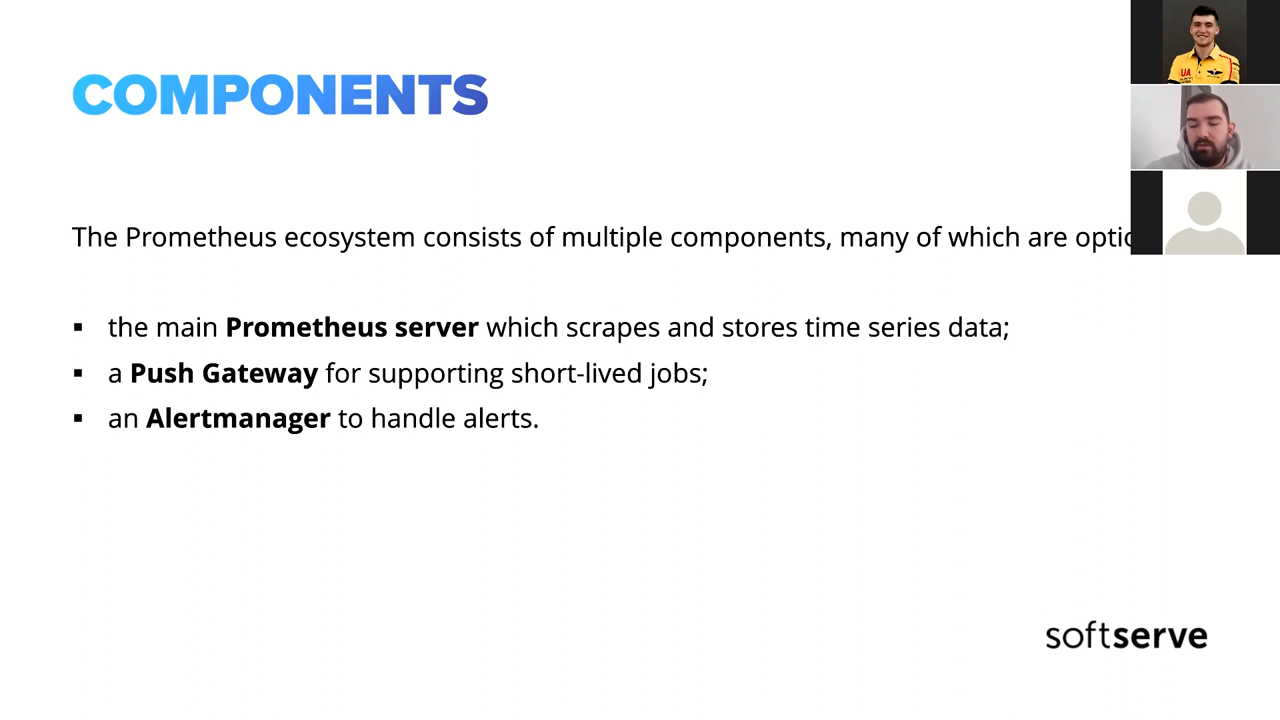 COMPONENTS
The Prometheus ecosystem consists of multiple components, many of which are
▪ the main Prometheus server which scrapes and stores time series data;
▪ a Push Gateway for supporting short-lived jobs;
▪ an Alertmanager to handle alerts.
softserve
UA